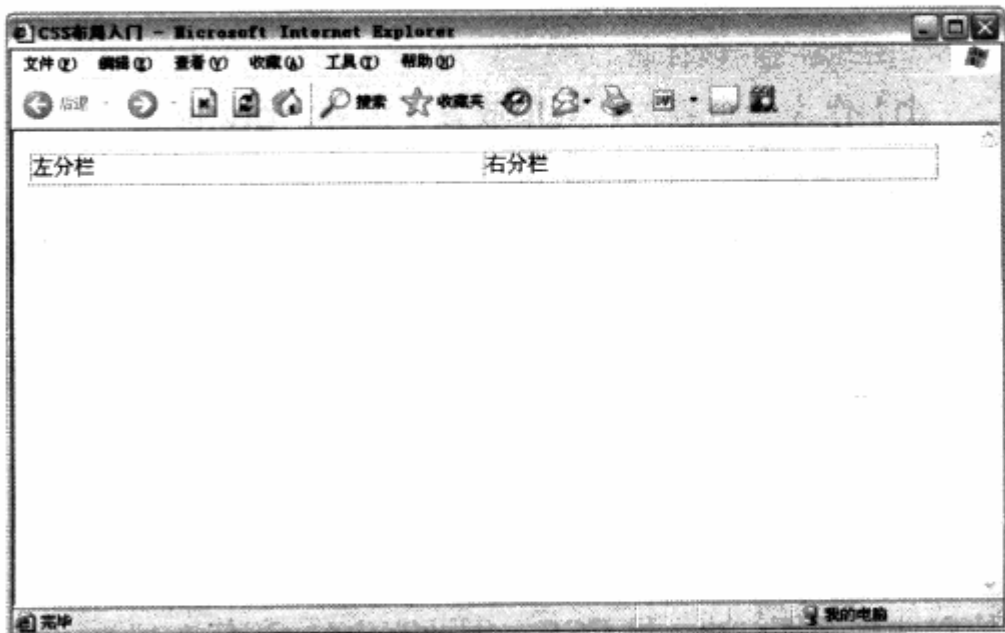 CSS布局入门 - Microsoft Internet Explorer
文件(F) 编辑(E) 查看(V) 收藏(A) 工具(T) 帮助(H)
后退 搜索 收藏夹
左分栏 右分栏
完毕 我的电脑